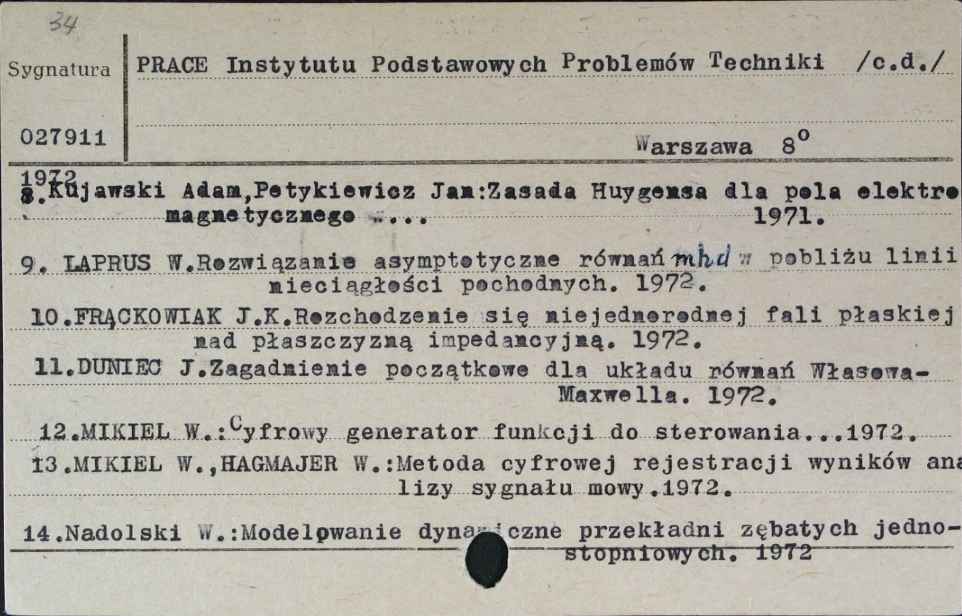 34
Sygnatura
PRACE Instytutu Podstawowych Problemów Techniki /c.d./
027911
Warszawa 8°
1972
8. Kujawski Adam,Petykiewicz Jan:Zasada Huygensa dla pola elektro
magnetycznego .... 1971.
9. ŁAPRUS W.Rozwiązanie asymptotyczne równań mhd w pobliżu linii
nieciągłości pochodnych. 1972.
10.FRĄCKOWIAK J.K.Rozchodzenie się niejednorodnej fali płaskiej
nad płaszczyzną impedancyjną. 1972.
11.DUNIEC J.Zagadnienie początkowe dla układu równań Własowa-
Maxwella. 1972.
12.MIKIEL W.:Cyfrowy generator funkcji do sterowania...1972.
13.MIKIEL W.,HAGMAJER W.:Metoda cyfrowej rejestracji wyników ana
lizy sygnału mowy.1972.
14.Nadolski W.:Modelowanie dynamiczne przekładni zębatych jedno-
stopniowych. 1972